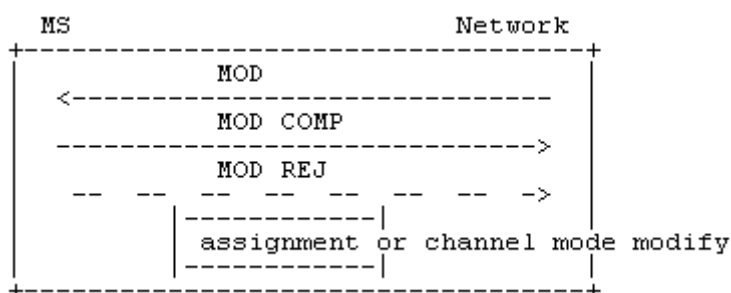 MS Network
MOD
MOD COMP
MOD REJ
assignment or channel mode modify